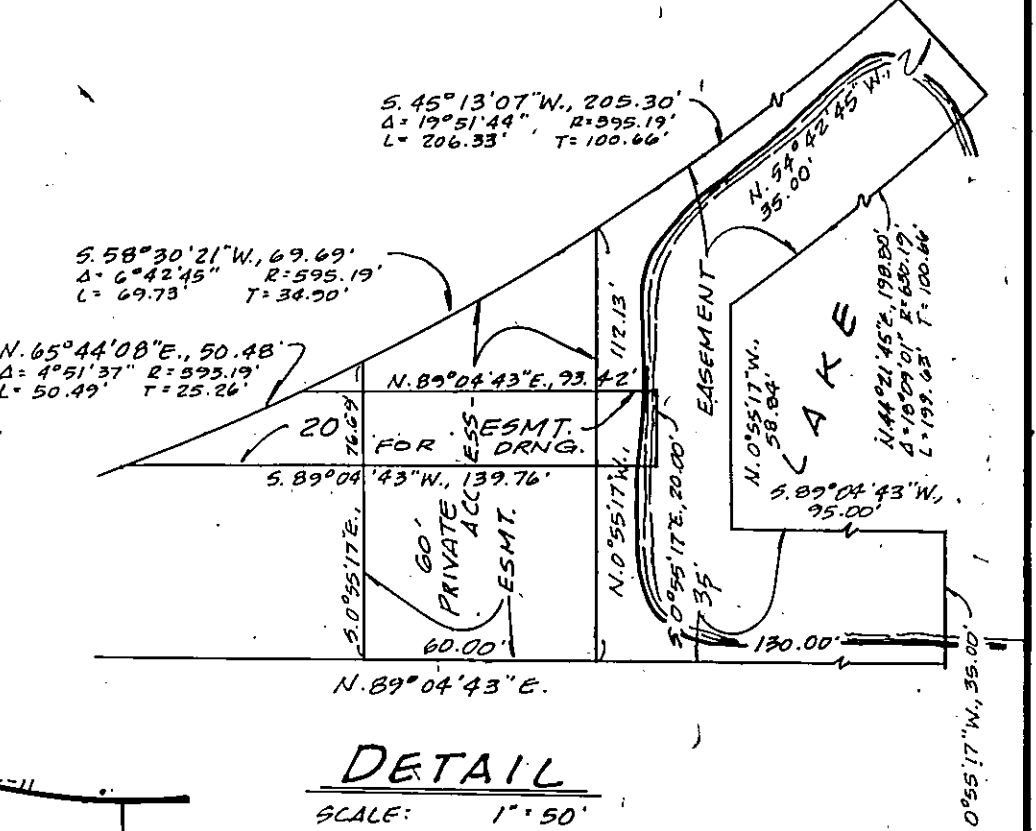 S. 45° 13' 07" W., 205.30'
Δ = 19° 51' 44" R = 595.19'
L = 206.33' T = 100.66'
N. 54° 42' 45" W.,
35.00'
S. 58° 30' 21" W., 69.69'
Δ = 6° 42' 45" R = 595.19'
L = 69.73' T = 34.90'
N. 65° 44' 08" E., 50.48'
Δ = 4° 51' 37" R = 595.19'
L = 50.49' T = 25.26'
N. 44° 21' 45" E., 198.80'
Δ = 18° 09' 01" R = 630.19'
L = 199.63' T = 100.66'
LAKE
EASEMENT
112.13'
N. 0° 55' 17" W.,
58.84'
N. 89° 04' 43" E., 93.42'
20' FOR ESMT. DRNG.
S. 89° 04' 43" W., 139.76'
S. 0° 55' 17" E., 76.69'
60' PRIVATE ACCESS- ESMT.
N. 0° 55' 17" W.,
S. 0° 55' 17" E., 20.00'
35'
S. 89° 04' 43" W.,
95.00'
60.00'
130.00'
N. 89° 04' 43" E.
0° 55' 17" W., 35.00'
DETAIL
SCALE: 1" = 50'